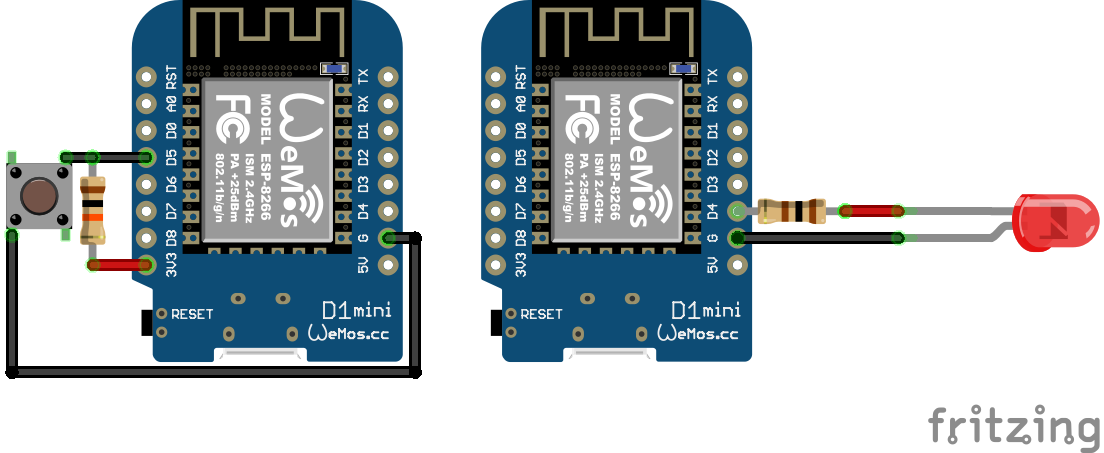 RST
A0
D0
D5
D6
D7
D8
3V3
TX
RX
D1
D2
D3
D4
G
5V
WeMos
MODEL ESP-8266
ISM 2.4GHz
PA +25dBm
802.11b/g/n
FC
RESET
D1 mini
WeMos.cc
RST
A0
D0
D5
D6
D7
D8
3V3
TX
RX
D1
D2
D3
D4
G
5V
WeMos
MODEL ESP-8266
ISM 2.4GHz
PA +25dBm
802.11b/g/n
FC
RESET
D1 mini
WeMos.cc
fritzing